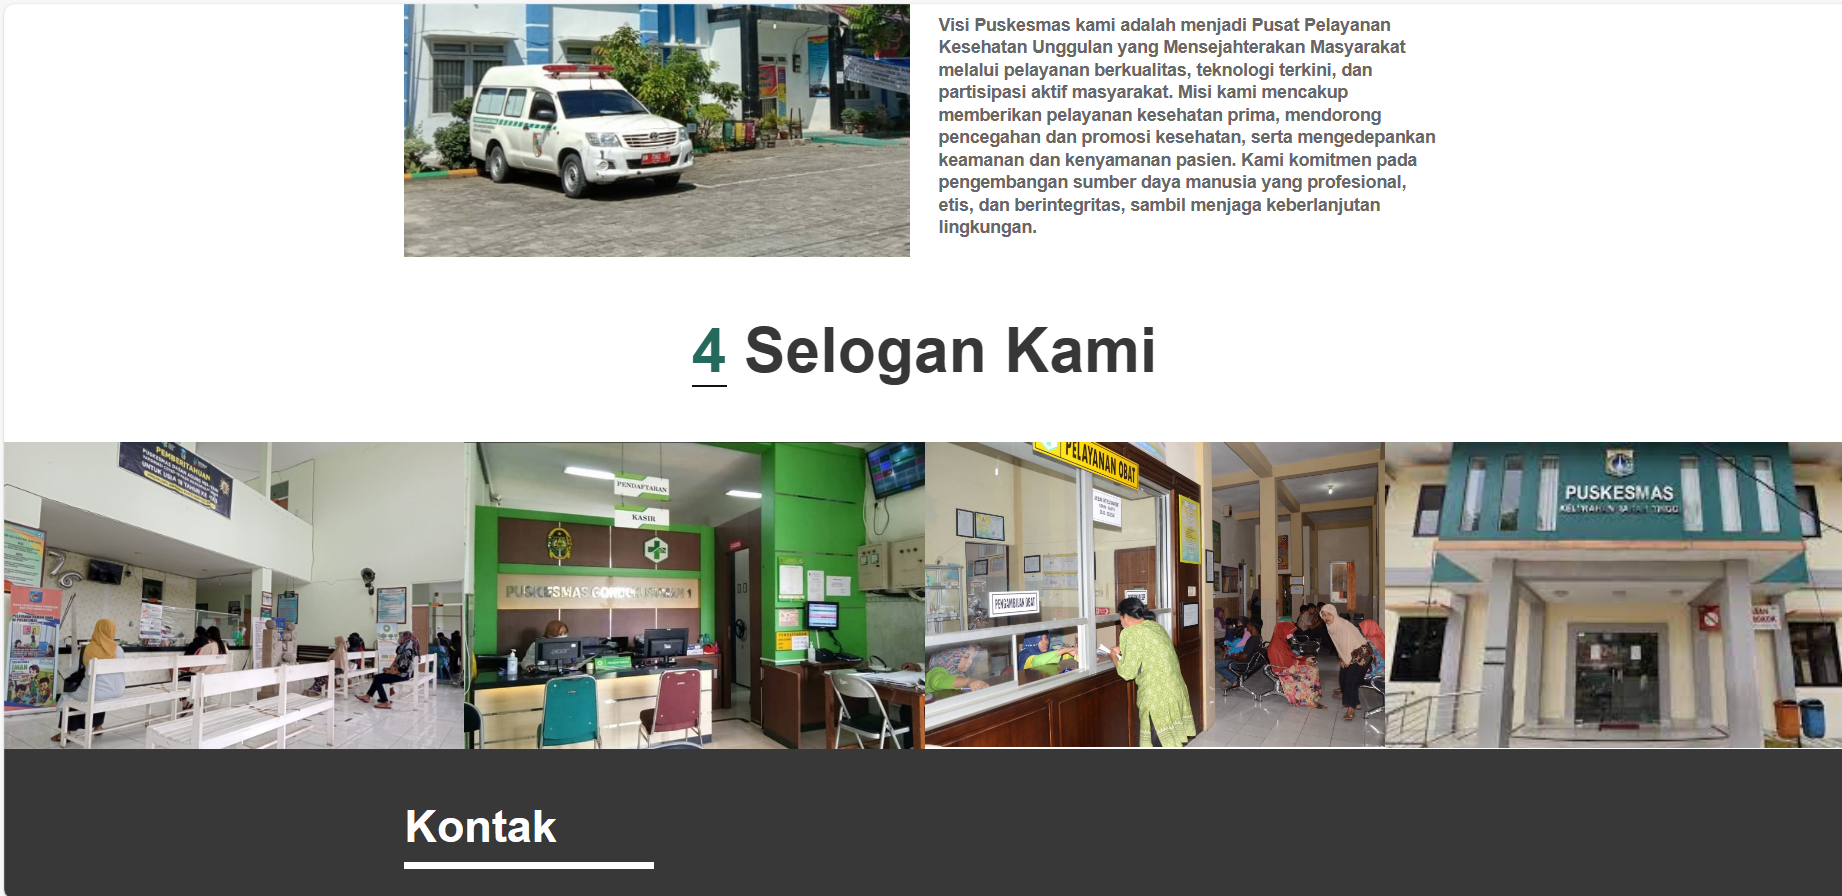 Visi Puskesmas kami adalah menjadi Pusat Pelayanan
Kesehatan Unggulan yang Mensejahterakan Masyarakat
melalui pelayanan berkualitas, teknologi terkini, dan
partisipasi aktif masyarakat. Misi kami mencakup
memberikan pelayanan kesehatan prima, mendorong
pencegahan dan promosi kesehatan, serta mengedepankan
keamanan dan kenyamanan pasien. Kami komitmen pada
pengembangan sumber daya manusia yang profesional,
etis, dan berintegritas, sambil menjaga keberlanjutan
lingkungan.
4 Selogan Kami
PEMBERITAHUAN
76
PENDAFTARAN
KASIR
PUSKESMAS
1
PELAYANAN OBAT
PENGAMBILAN OBAT
PUSKESMAS
Kontak